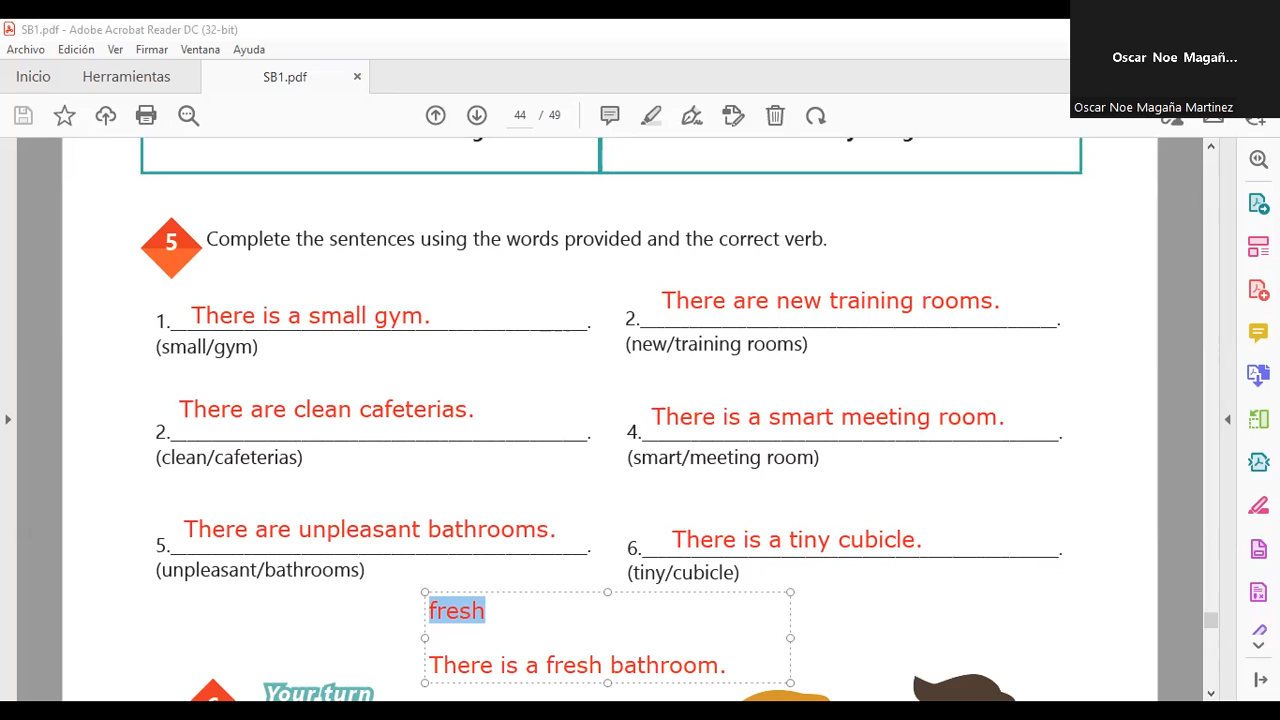 SB1.pdf - Adobe Acrobat Reader DC (32-bit)
Archivo Edición Ver Firmar Ventana Ayuda
Inicio Herramientas SB1.pdf ×
44 / 49
Oscar Noe Magañ...
Oscar Noe Magaña Martinez
5 Complete the sentences using the words provided and the correct verb.
1. There is a small gym. .
(small/gym)
2. There are new training rooms. .
(new/training rooms)
2. There are clean cafeterias. .
(clean/cafeterias)
4. There is a smart meeting room. .
(smart/meeting room)
5. There are unpleasant bathrooms. .
(unpleasant/bathrooms)
6. There is a tiny cubicle. .
(tiny/cubicle)
fresh
There is a fresh bathroom.
Your turn